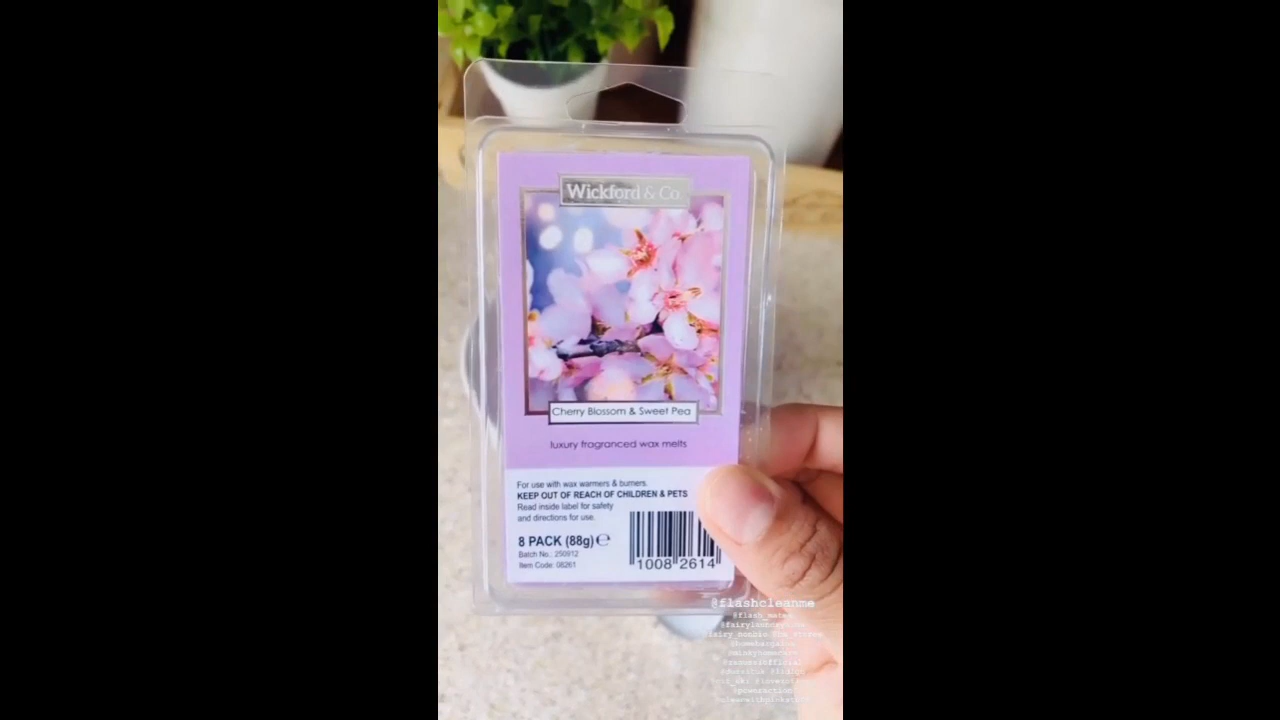 Wickford & Co.
Cherry Blossom & Sweet Pea
luxury fragranced wax melts
For use with wax warmers & burners.
KEEP OUT OF REACH OF CHILDREN & PETS
Read inside label for safety
and directions for use.
8 PACK (88g)℮
Batch No.: 250912
Item Code: 08261
1008 2614
@flashcleanme